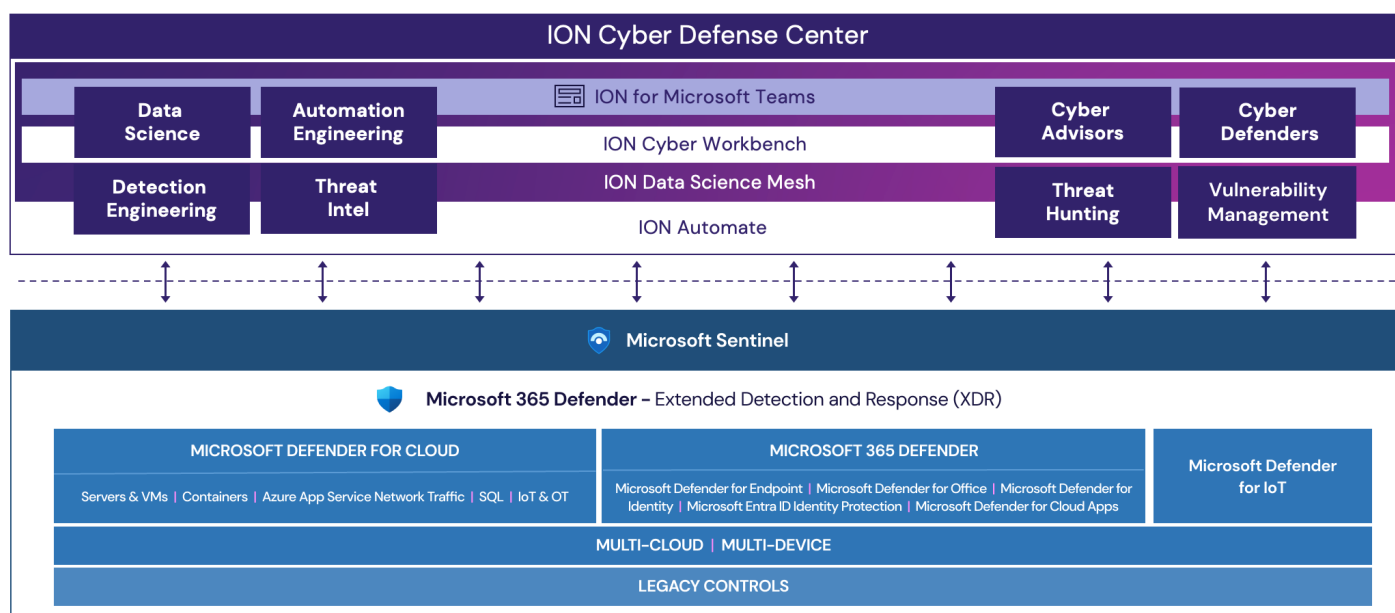 ION Cyber Defense Center
ION for Microsoft Teams
Data
Science
Automation
Engineering
Cyber
Advisors
Cyber
Defenders
ION Cyber Workbench
Detection
Engineering
Threat
Intel
ION Data Science Mesh
Threat
Hunting
Vulnerability
Management
ION Automate
Microsoft Sentinel
Microsoft 365 Defender – Extended Detection and Response (XDR)
MICROSOFT DEFENDER FOR CLOUD
Servers & VMs | Containers | Azure App Service Network Traffic | SQL | IoT & OT
MICROSOFT 365 DEFENDER
Microsoft Defender for Endpoint | Microsoft Defender for Office | Microsoft Defender for
Identity | Microsoft Entra ID Identity Protection | Microsoft Defender for Cloud Apps
Microsoft Defender
for IoT
MULTI-CLOUD | MULTI-DEVICE
LEGACY CONTROLS